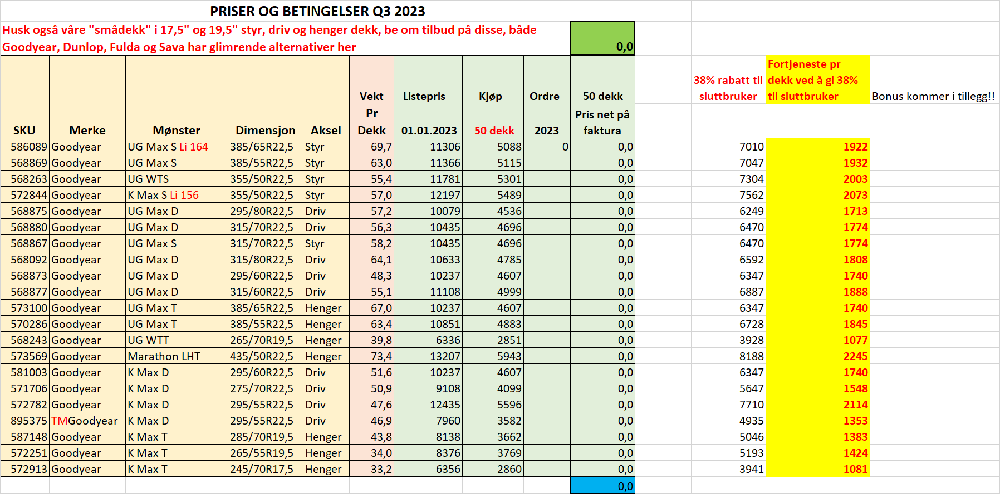 PRISER OG BETINGELSER Q3 2023
Husk også våre "smådekk" i 17,5" og 19,5" styr, driv og henger dekk, be om tilbud på disse, både
Goodyear, Dunlop, Fulda og Sava har glimrende alternativer her
0,0
SKU
Merke
Mønster
Dimensjon
Aksel
Vekt
Pr
Dekk
Listepris
01.01.2023
Kjøp
50 dekk
Ordre
2023
50 dekk
Pris net på
faktura
38% rabatt til
sluttbruker
Fortjeneste pr
dekk ved å gi 38%
til sluttbruker
Bonus kommer i tillegg!!
586089 Goodyear UG Max S Li 164 385/65R22,5 Styr 69,7 11306 5088 0 0,0 7010 1922
568869 Goodyear UG Max S 385/55R22,5 Styr 63,0 11366 5115 0,0 7047 1932
568263 Goodyear UG WTS 355/50R22,5 Styr 55,4 11781 5301 0,0 7304 2003
572844 Goodyear K Max S Li 156 355/50R22,5 Styr 57,0 12197 5489 0,0 7562 2073
568875 Goodyear UG Max D 295/80R22,5 Driv 57,2 10079 4536 0,0 6249 1713
568880 Goodyear UG Max D 315/70R22,5 Driv 56,3 10435 4696 0,0 6470 1774
568867 Goodyear UG Max S 315/70R22,5 Styr 58,2 10435 4696 0,0 6470 1774
568092 Goodyear UG Max D 315/80R22,5 Driv 64,1 10633 4785 0,0 6592 1808
568873 Goodyear UG Max D 295/60R22,5 Driv 48,3 10237 4607 0,0 6347 1740
568877 Goodyear UG Max D 315/60R22,5 Driv 55,1 11108 4999 0,0 6887 1888
573100 Goodyear UG Max T 385/65R22,5 Henger 67,0 10237 4607 0,0 6347 1740
570286 Goodyear UG Max T 385/55R22,5 Henger 63,4 10851 4883 0,0 6728 1845
568243 Goodyear UG WTT 265/70R19,5 Henger 39,8 6336 2851 0,0 3928 1077
573569 Goodyear Marathon LHT 435/50R22,5 Henger 73,4 13207 5943 0,0 8188 2245
581003 Goodyear K Max D 295/60R22,5 Driv 51,6 10237 4607 0,0 6347 1740
571706 Goodyear K Max D 275/70R22,5 Driv 50,9 9108 4099 0,0 5647 1548
572782 Goodyear K Max D 295/55R22,5 Driv 47,6 12435 5596 0,0 7710 2114
895375 TMGoodyear K Max D 295/55R22,5 Driv 46,9 7960 3582 0,0 4935 1353
587148 Goodyear K Max T 285/70R19,5 Henger 43,8 8138 3662 0,0 5046 1383
572251 Goodyear K Max T 265/55R19,5 Henger 34,0 8376 3769 0,0 5193 1424
572913 Goodyear K Max T 245/70R17,5 Henger 33,2 6356 2860 0,0 3941 1081
0,0